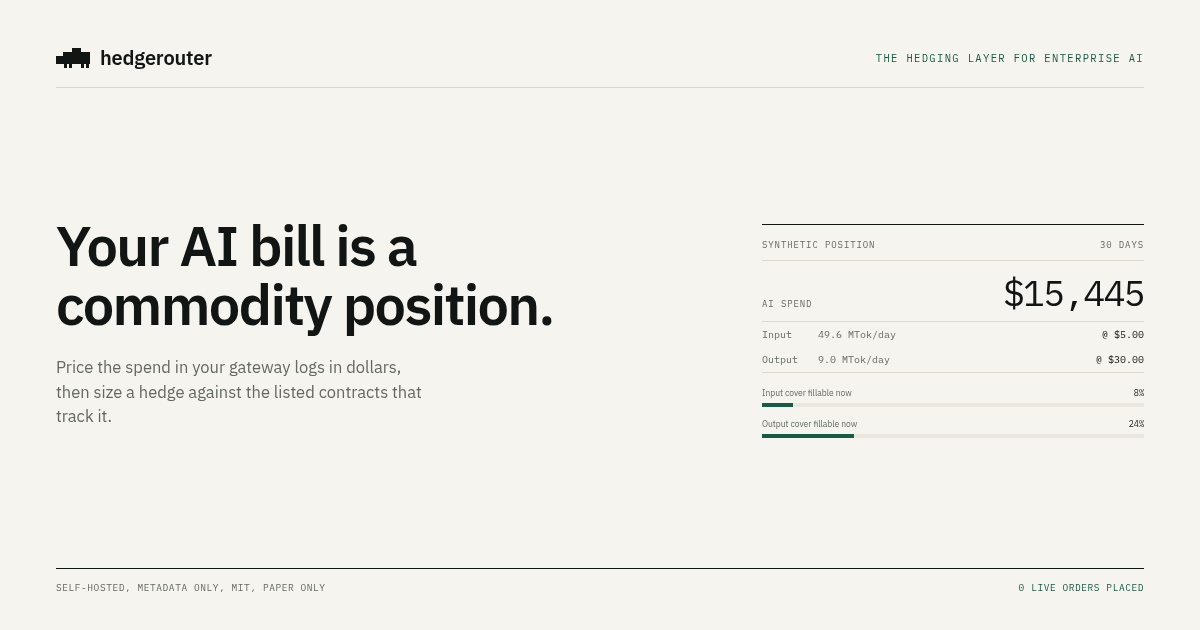 hedgerouter
THE HEDGING LAYER FOR ENTERPRISE AI
Your AI bill is a
commodity position.
Price the spend in your gateway logs in dollars,
then size a hedge against the listed contracts that
track it.
SYNTHETIC POSITION 30 DAYS
AI SPEND $15,445
Input 49.6 MTok/day @ $5.00
Output 9.0 MTok/day @ $30.00
Input cover fillable now 8%
Output cover fillable now 24%
SELF-HOSTED, METADATA ONLY, MIT, PAPER ONLY
0 LIVE ORDERS PLACED